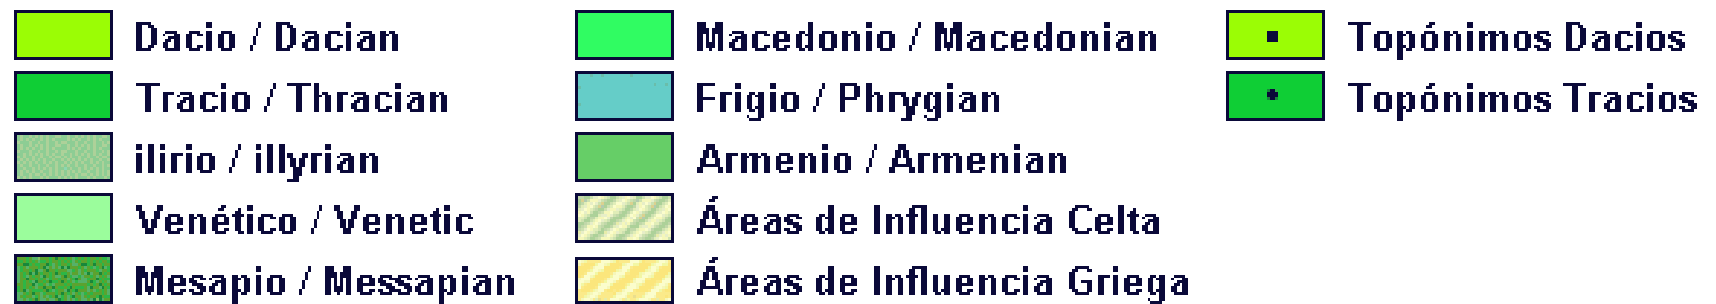 Dacio / Dacian
Tracio / Thracian
ilirio / illyrian
Venético / Venetic
Mesapio / Messapian
Macedonio / Macedonian
Frigio / Phrygian
Armenio / Armenian
Áreas de Influencia Celta
Áreas de Influencia Griega
Topónimos Dacios
Topónimos Tracios